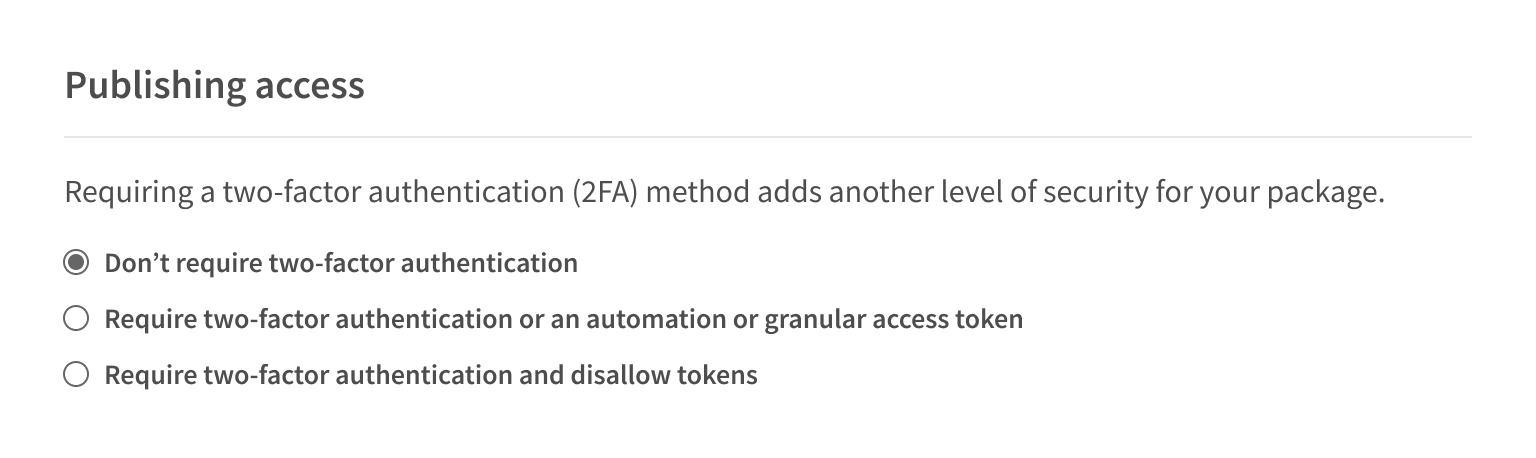 Publishing access
Requiring a two-factor authentication (2FA) method adds another level of security for your package.
Don’t require two-factor authentication
Require two-factor authentication or an automation or granular access token
Require two-factor authentication and disallow tokens